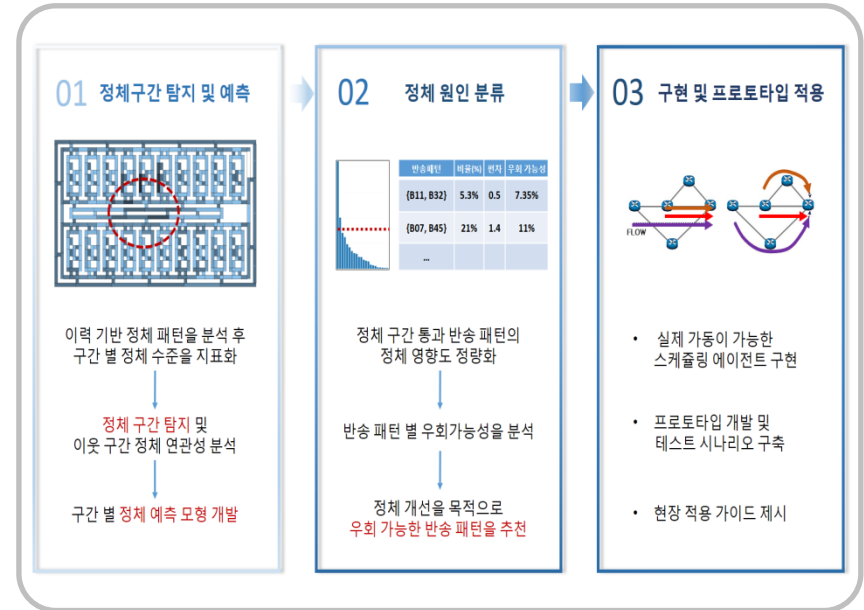 01 정체구간 탐지 및 예측
이력 기반 정체 패턴을 분석 후
구간 별 정체 수준을 지표화
정체 구간 탐지 및
이웃 구간 정체 연관성 분석
구간 별 정체 예측 모형 개발
02 정체 원인 분류
반송패턴 비율(%) 편차 우회 가능성
{B11, B32} 5.3% 0.5 7.35%
{B07, B45} 21% 1.4 11%
...
정체 구간 통과 반송 패턴의
정체 영향도 정량화
반송 패턴 별 우회가능성을 분석
정체 개선을 목적으로
우회 가능한 반송 패턴을 추천
03 구현 및 프로토타입 적용
FLOW
• 실제 가동이 가능한
스케쥴링 에이전트 구현
• 프로토타입 개발 및
테스트 시나리오 구축
• 현장 적용 가이드 제시